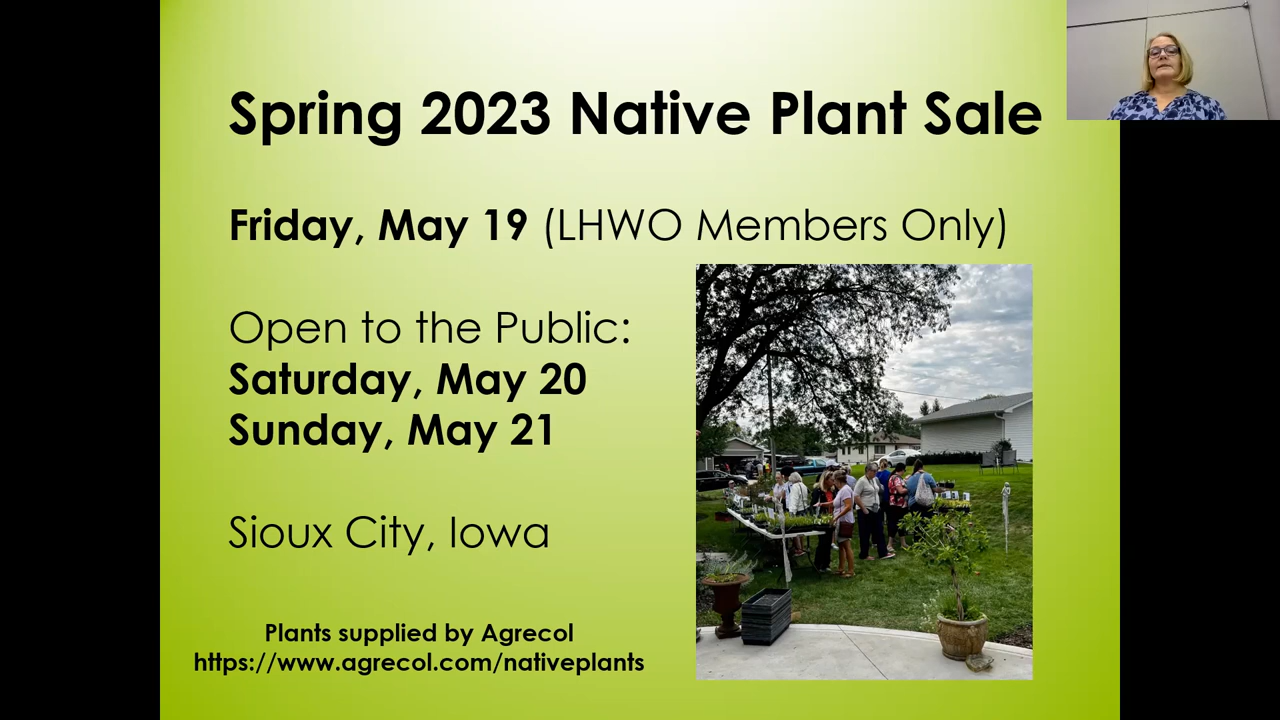 Spring 2023 Native Plant Sale
Friday, May 19 (LHWO Members Only)
Open to the Public:
Saturday, May 20
Sunday, May 21
Sioux City, Iowa
Plants supplied by Agrecol
https://www.agrecol.com/nativeplants